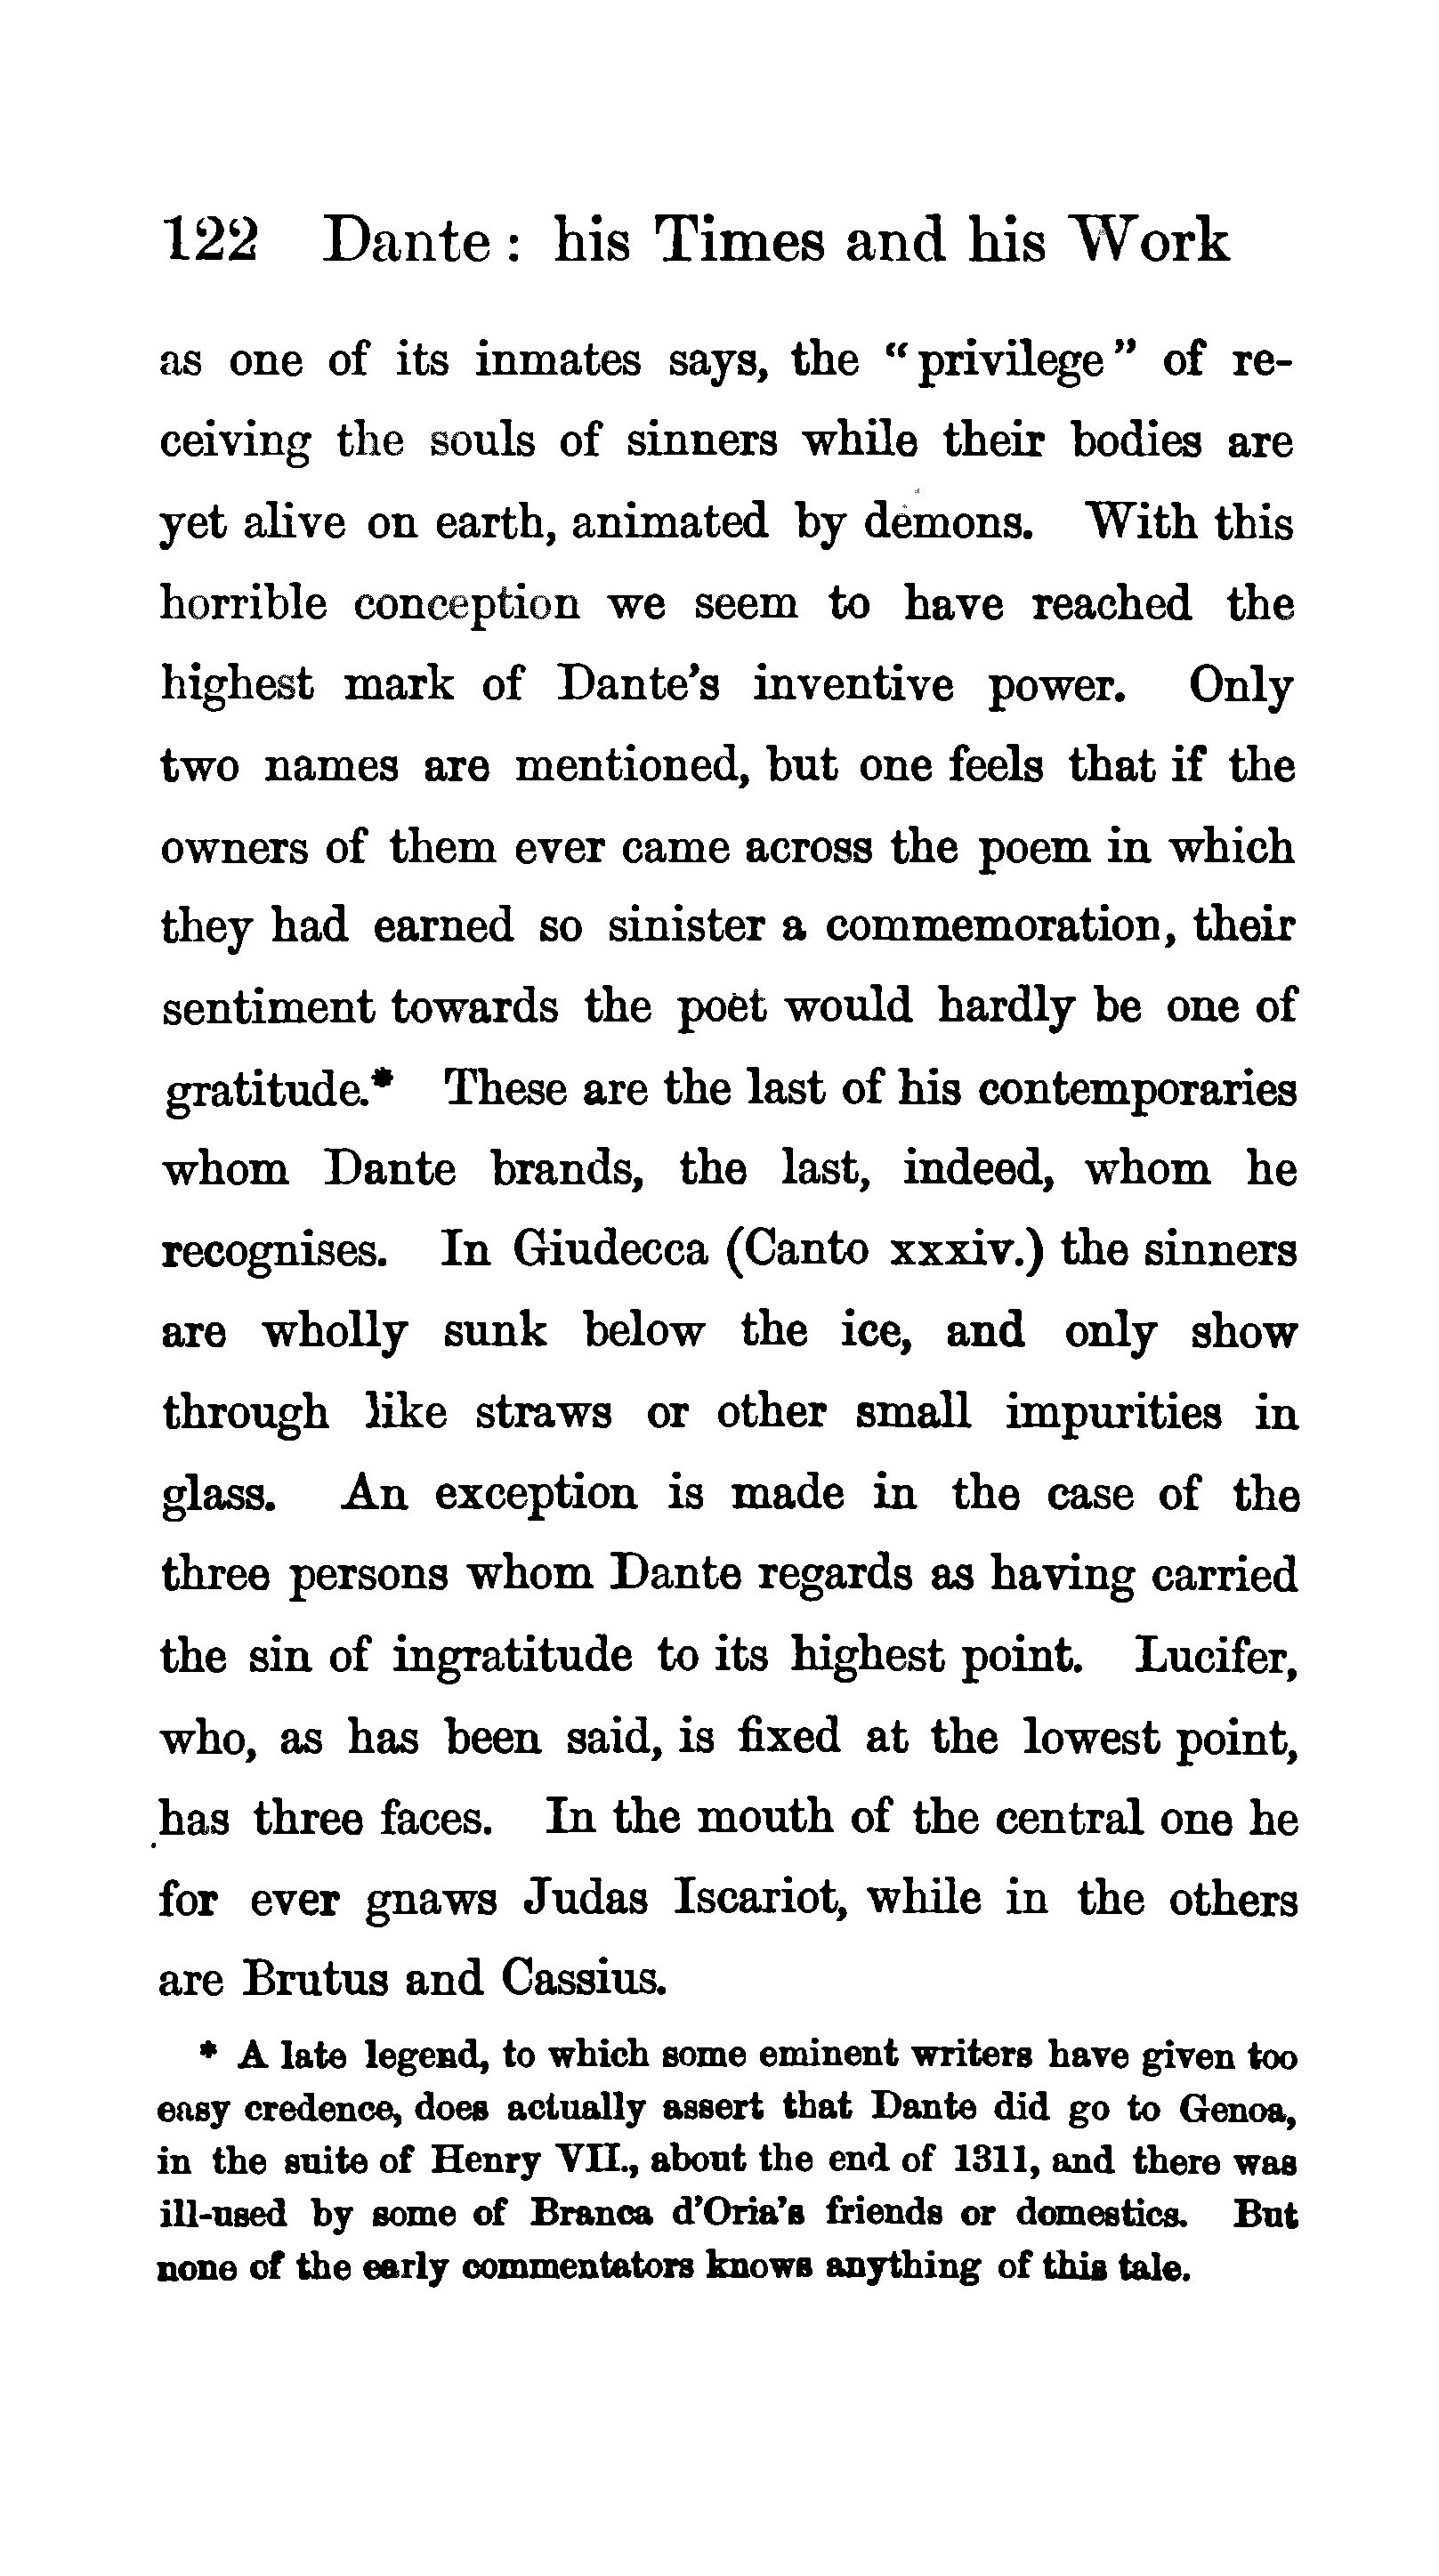 122 Dante : his Times and his Work
as one of its inmates says, the “privilege” of re-
ceiving the souls of sinners while their bodies are
yet alive on earth, animated by demons. With this
horrible conception we seem to have reached the
highest mark of Dante’s inventive power. Only
two names are mentioned, but one feels that if the
owners of them ever came across the poem in which
they had earned so sinister a commemoration, their
sentiment towards the poet would hardly be one of
gratitude.* These are the last of his contemporaries
whom Dante brands, the last, indeed, whom he
recognises. In Giudecca (Canto xxxiv.) the sinners
are wholly sunk below the ice, and only show
through like straws or other small impurities in
glass. An exception is made in the case of the
three persons whom Dante regards as having carried
the sin of ingratitude to its highest point. Lucifer,
who, as has been said, is fixed at the lowest point,
has three faces. In the mouth of the central one he
for ever gnaws Judas Iscariot, while in the others
are Brutus and Cassius.
* A late legend, to which some eminent writers have given too
easy credence, does actually assert that Dante did go to Genoa,
in the suite of Henry VII., about the end of 1311, and there was
ill-used by some of Branca d’Oria’s friends or domestics. But
none of the early commentators knows anything of this tale.